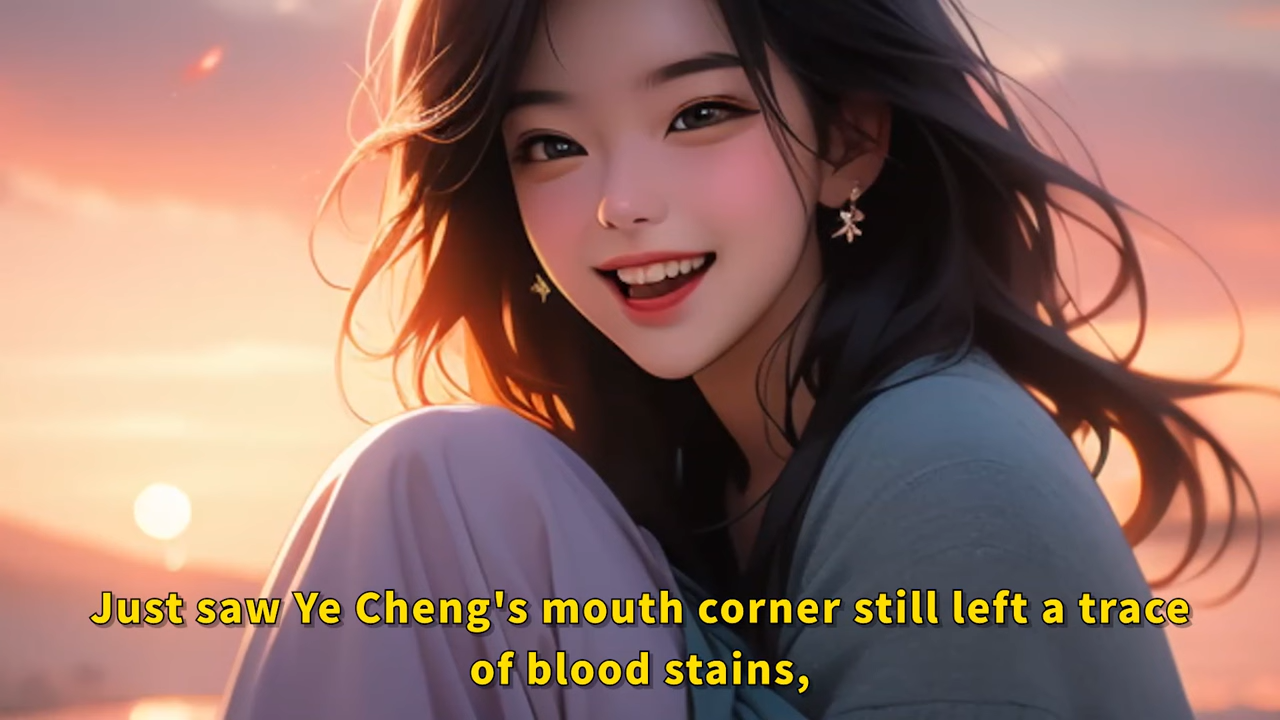 Just saw Ye Cheng's mouth corner still left a trace
of blood stains,